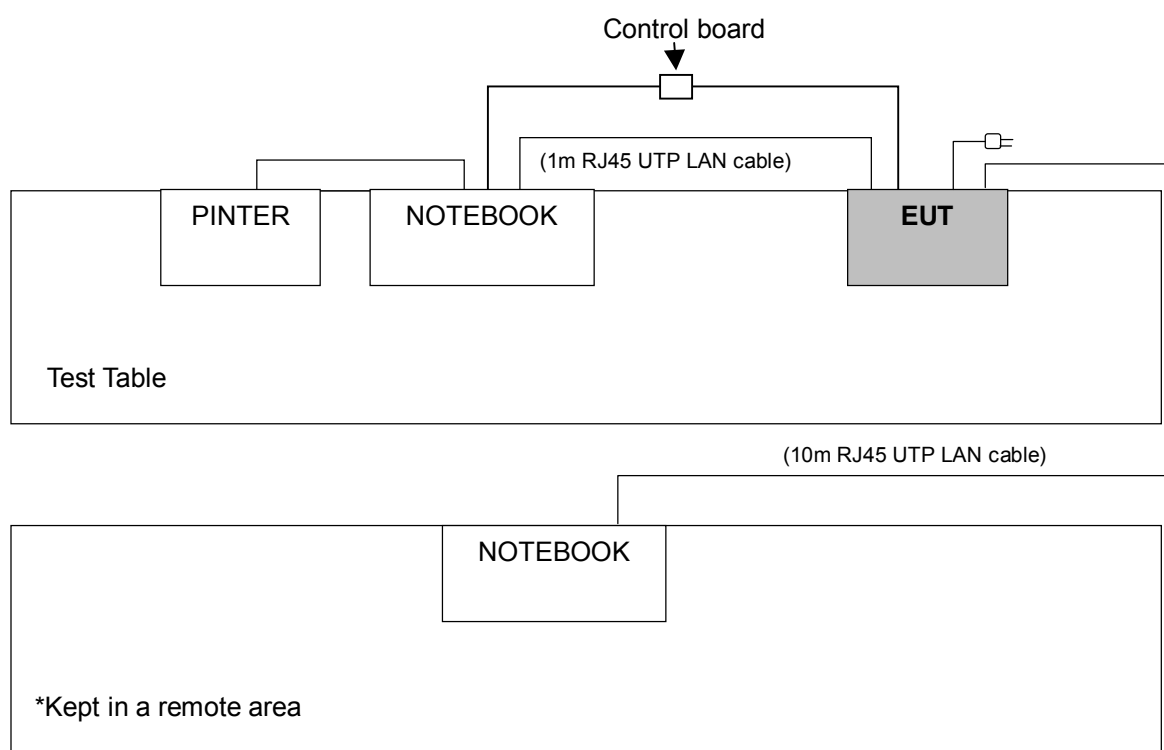 Control board
(1m RJ45 UTP LAN cable)
PINTER
NOTEBOOK
EUT
Test Table
(10m RJ45 UTP LAN cable)
NOTEBOOK
*Kept in a remote area